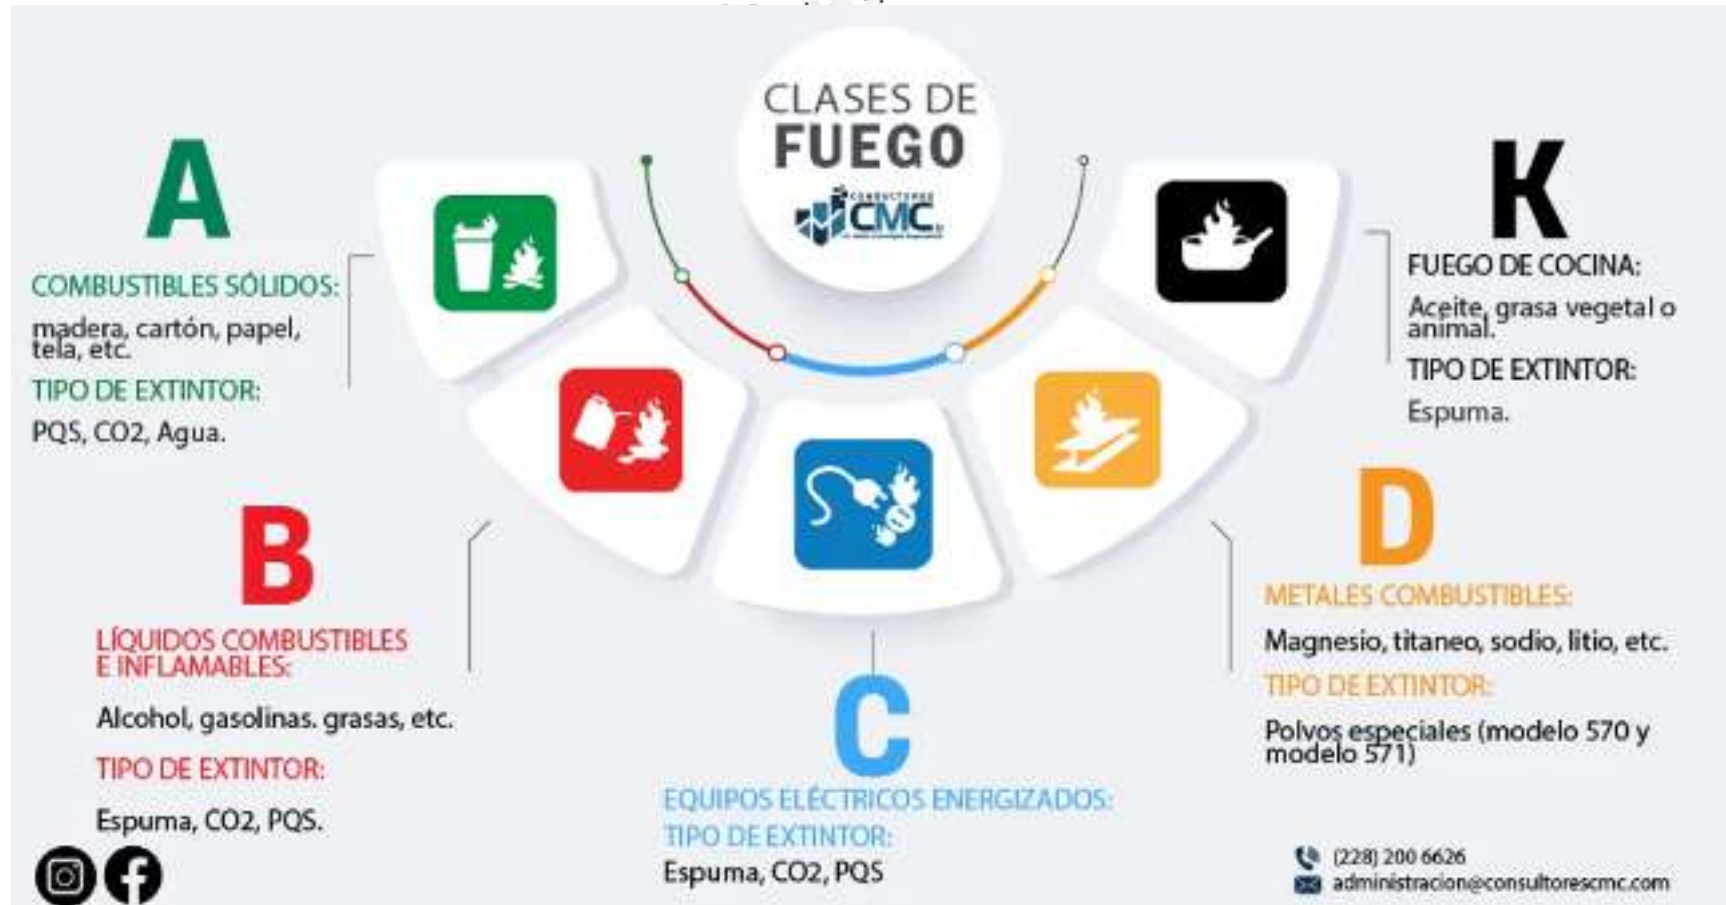 CLASES DE
FUEGO
CMC
A
COMBUSTIBLES SÓLIDOS:
madera, cartón, papel,
tela, etc.
TIPO DE EXTINTOR:
PQS, CO2, Agua.
B
LÍQUIDOS COMBUSTIBLES
E INFLAMABLES:
Alcohol, gasolinas. grasas, etc.
TIPO DE EXTINTOR:
Espuma, CO2, PQS.
C
EQUIPOS ELÉCTRICOS ENERGIZADOS:
TIPO DE EXTINTOR:
Espuma, CO2, PQS
D
METALES COMBUSTIBLES:
Magnesio, titaneo, sodio, litio, etc.
TIPO DE EXTINTOR:
Polvos especiales (modelo 570 y
modelo 571)
K
FUEGO DE COCINA:
Aceite, grasa vegetal o
animal.
TIPO DE EXTINTOR:
Espuma.
(228) 200 6626
administracion@consultorescmc.com